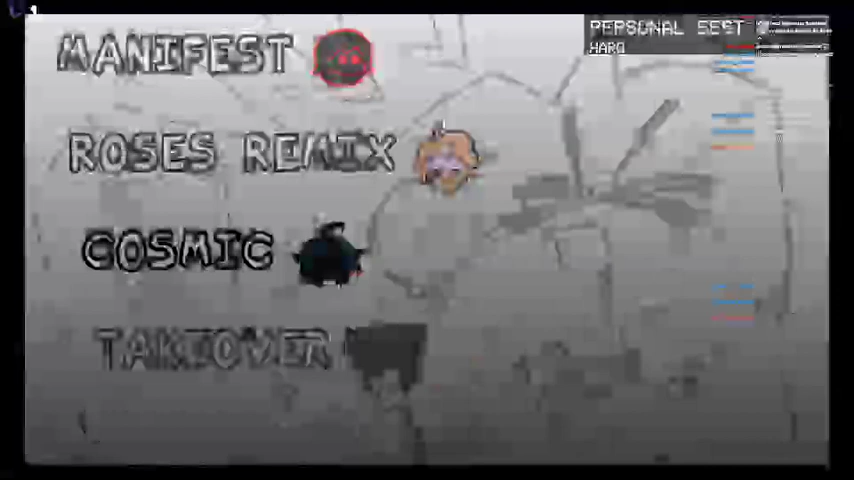 MANIFEST
PERSONAL BEST
HARD
ROSES REMIX
COSMIC
TAKEOVER